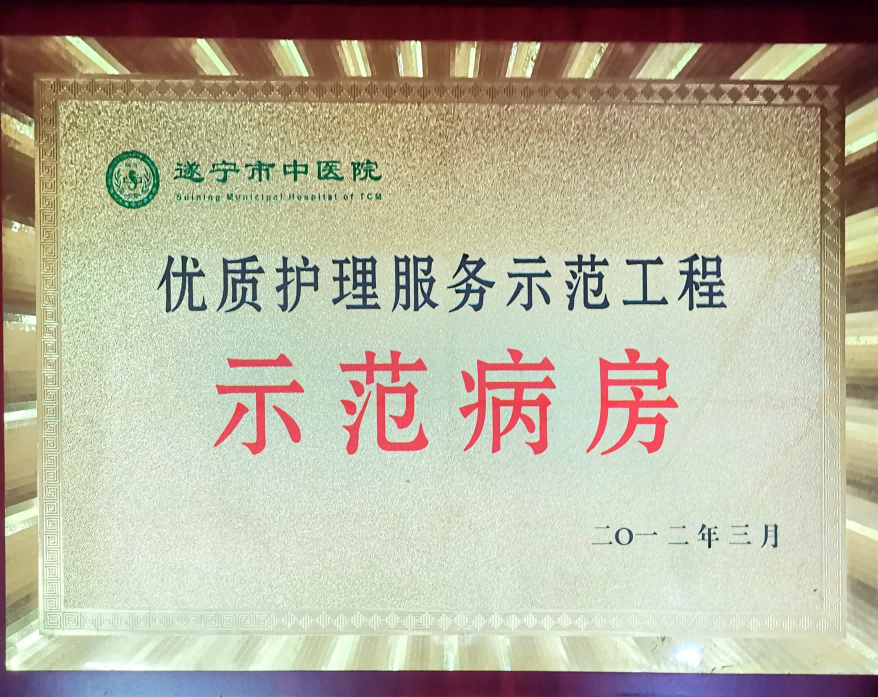 遂宁市中医院
Suining Municipal Hospital of TCM
优质护理服务示范工程
示范病房
二〇一二年三月